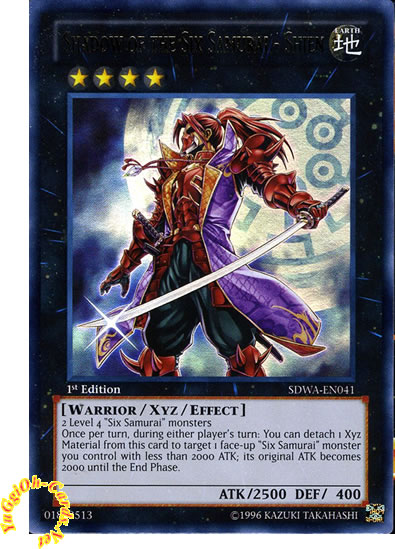 SHADOW OF THE SIX SAMURAI - SHIEN
EARTH
地
1st Edition
SDWA-EN041
[WARRIOR / XYZ / EFFECT]
2 Level 4 "Six Samurai" monsters
Once per turn, during either player's turn: You can detach 1 Xyz
Material from this card to target 1 face-up "Six Samurai" monster
you control with less than 2000 ATK; its original ATK becomes
2000 until the End Phase.
ATK/2500 DEF/ 400
©1996 KAZUKI TAKAHASHI
YuGiOh-Cards.Net